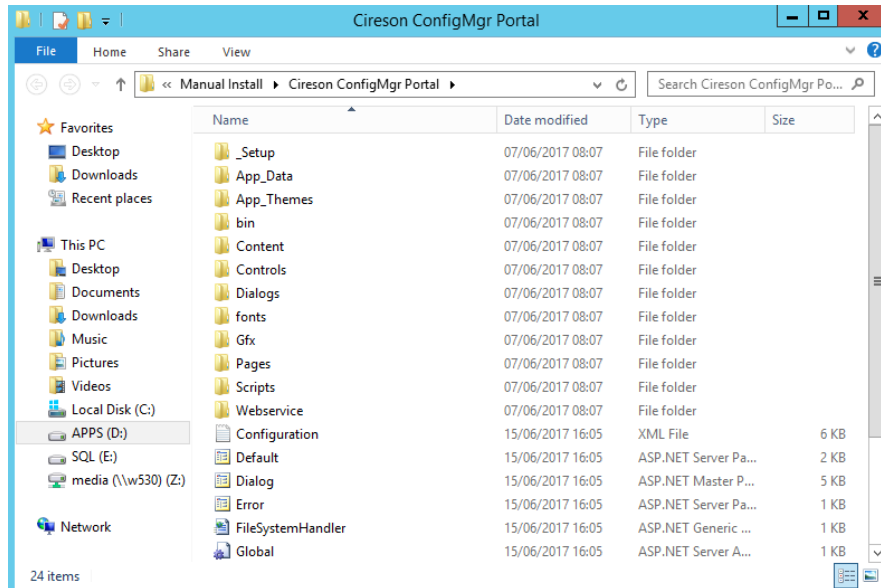 Cireson ConfigMgr Portal
File Home Share View
« Manual Install Cireson ConfigMgr Portal Search Cireson ConfigMgr Po...
Favorites
Desktop
Downloads
Recent places
This PC
Desktop
Documents
Downloads
Music
Pictures
Videos
Local Disk (C:)
APPS (D:)
SQL (E:)
media (\\w530) (Z:)
Network
Name Date modified Type Size
_Setup 07/06/2017 08:07 File folder
App_Data 07/06/2017 08:07 File folder
App_Themes 07/06/2017 08:07 File folder
bin 07/06/2017 08:07 File folder
Content 07/06/2017 08:07 File folder
Controls 07/06/2017 08:07 File folder
Dialogs 07/06/2017 08:07 File folder
fonts 07/06/2017 08:07 File folder
Gfx 07/06/2017 08:07 File folder
Pages 07/06/2017 08:07 File folder
Scripts 07/06/2017 08:07 File folder
Webservice 07/06/2017 08:07 File folder
Configuration 15/06/2017 16:05 XML File 6 KB
Default 15/06/2017 16:05 ASP.NET Server Pa... 2 KB
Dialog 15/06/2017 16:05 ASP.NET Master P... 5 KB
Error 15/06/2017 16:05 ASP.NET Server Pa... 1 KB
FileSystemHandler 15/06/2017 16:05 ASP.NET Generic ... 1 KB
Global 15/06/2017 16:05 ASP.NET Server A... 1 KB
24 items